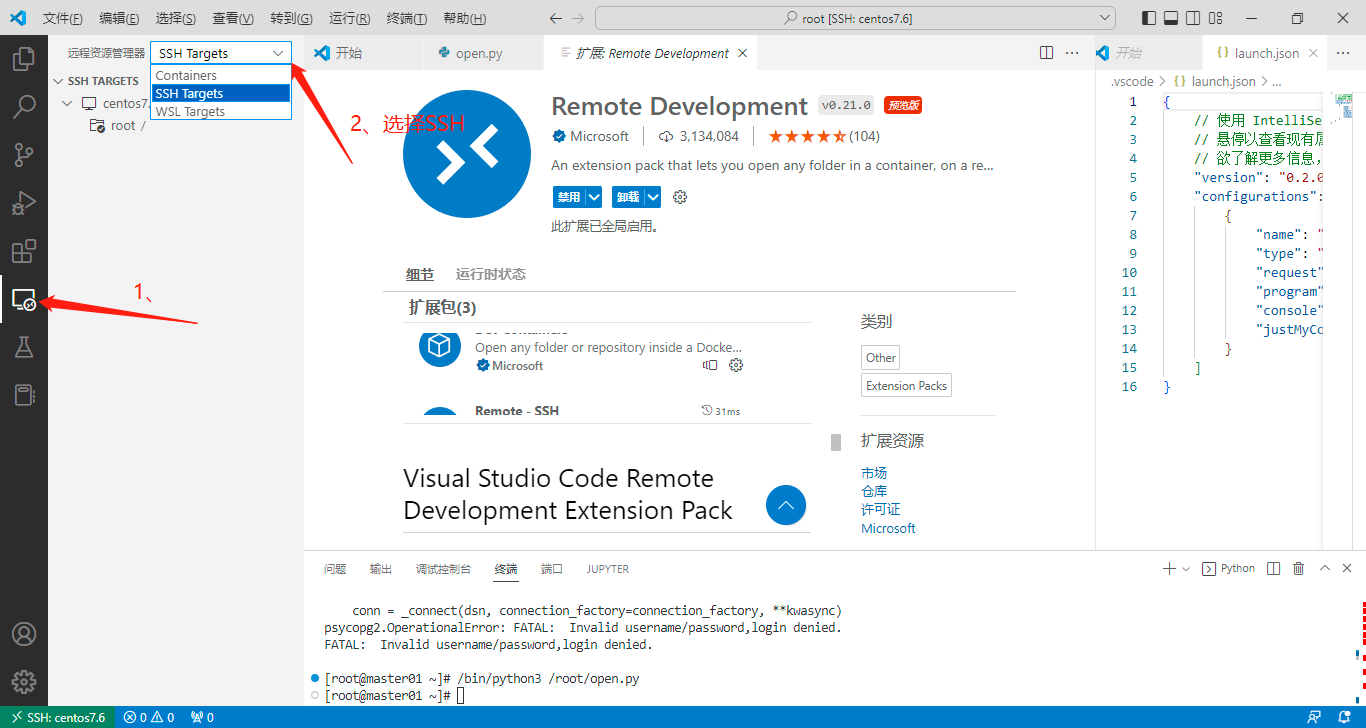 文件(F) 编辑(E) 选择(S) 查看(V) 转到(G) 运行(R) 终端(T) 帮助(H)
root [SSH: centos7.6]
远程资源管理器 SSH Targets
Containers
SSH Targets
WSL Targets
SSH TARGETS
centos7.
root /
1、
2、选择SSH
开始
open.py
扩展: Remote Development
Remote Development v0.21.0 预览版
Microsoft 3,134,084 (104)
An extension pack that lets you open any folder in a container, on a re...
禁用 卸载
此扩展已全局启用。
细节 运行时状态
扩展包(3)
Open any folder or repository inside a Docke...
Microsoft
Remote - SSH 31ms
Visual Studio Code Remote
Development Extension Pack
类别
Other
Extension Packs
扩展资源
市场
仓库
许可证
Microsoft
开始
launch.json
.vscode > launch.json > ...
1 {
2 // 使用 IntelliSe
3 // 悬停以查看现有属
4 // 欲了解更多信息，
5 "version": "0.2.0
6 "configurations":
7 {
8 "name": "
9 "type": "
10 "request"
11 "program"
12 "console"
13 "justMyCo
14 }
15 ]
16 }
问题 输出 调试控制台 终端 端口 JUPYTER
Python
conn = _connect(dsn, connection_factory=connection_factory, **kwasync)
psycopg2.OperationalError: FATAL:  Invalid username/password,login denied.
FATAL:  Invalid username/password,login denied.
[root@master01 ~]# /bin/python3 /root/open.py
[root@master01 ~]#
SSH: centos7.6 0 0 0